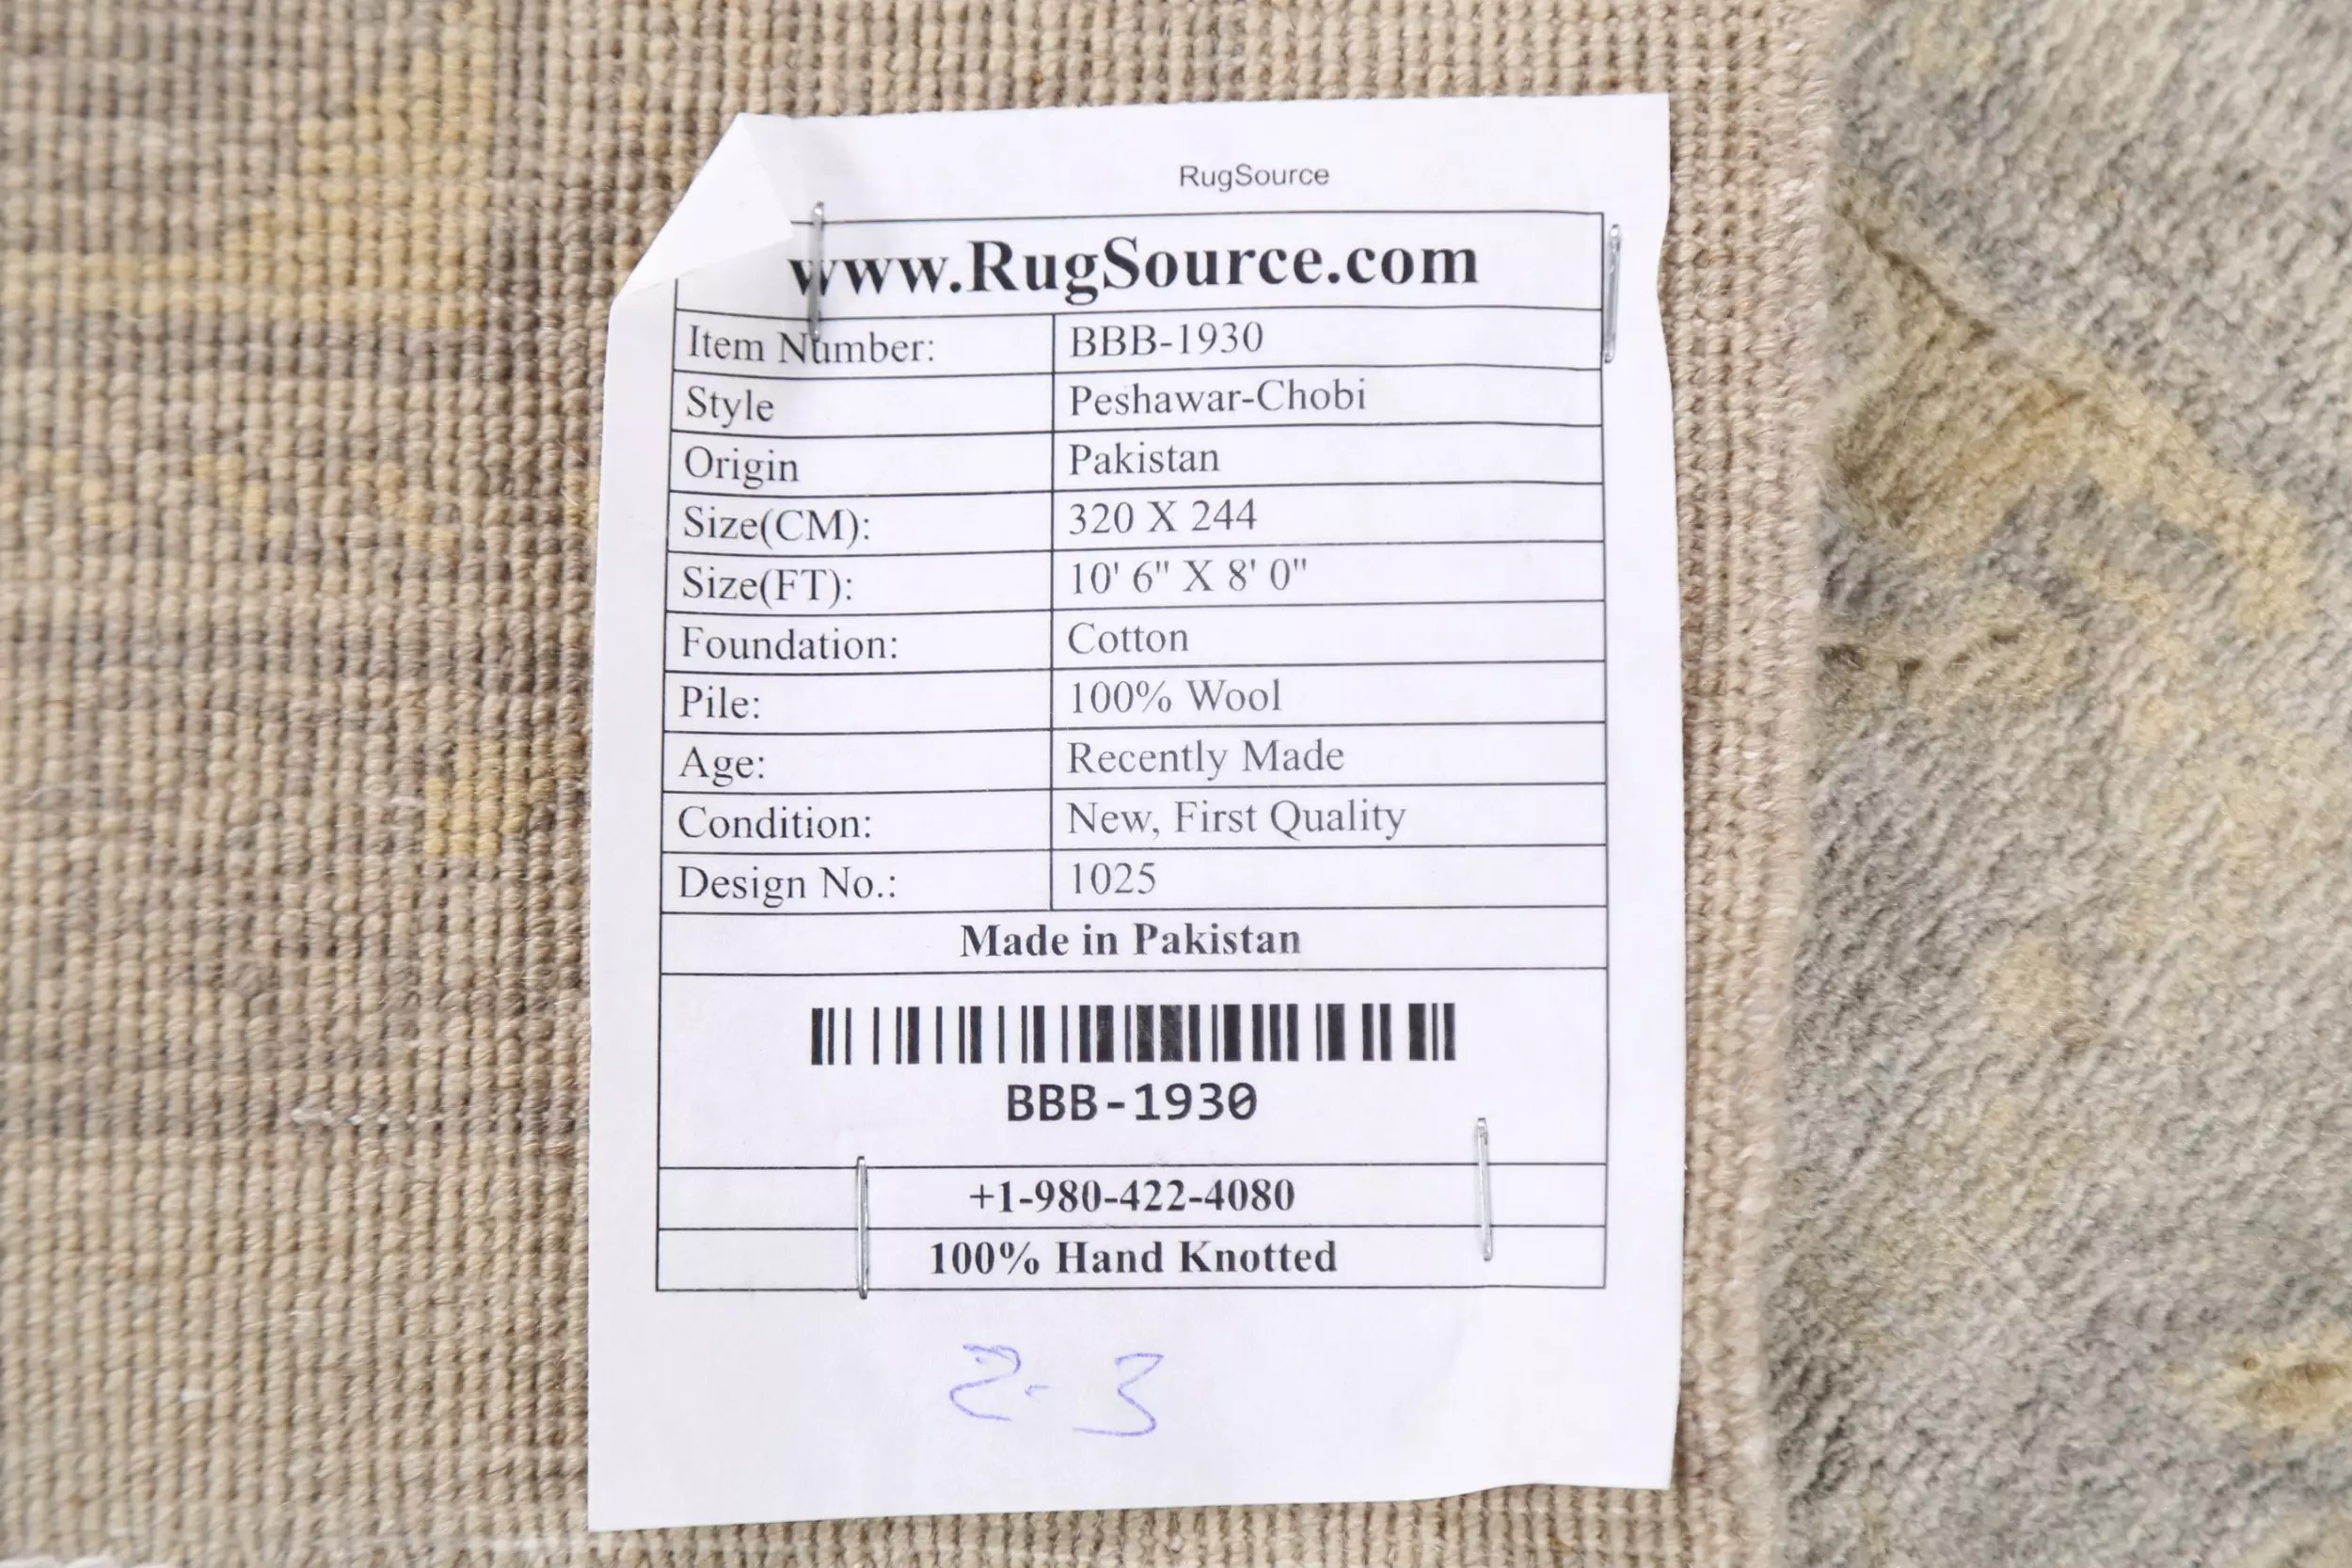 RugSource
www.RugSource.com
Item Number: BBB-1930
Style Peshawar-Chobi
Origin Pakistan
Size(CM): 320 X 244
Size(FT): 10' 6" X 8' 0"
Foundation: Cotton
Pile: 100% Wool
Age: Recently Made
Condition: New, First Quality
Design No.: 1025
Made in Pakistan
BBB-1930
+1-980-422-4080
100% Hand Knotted
2-3